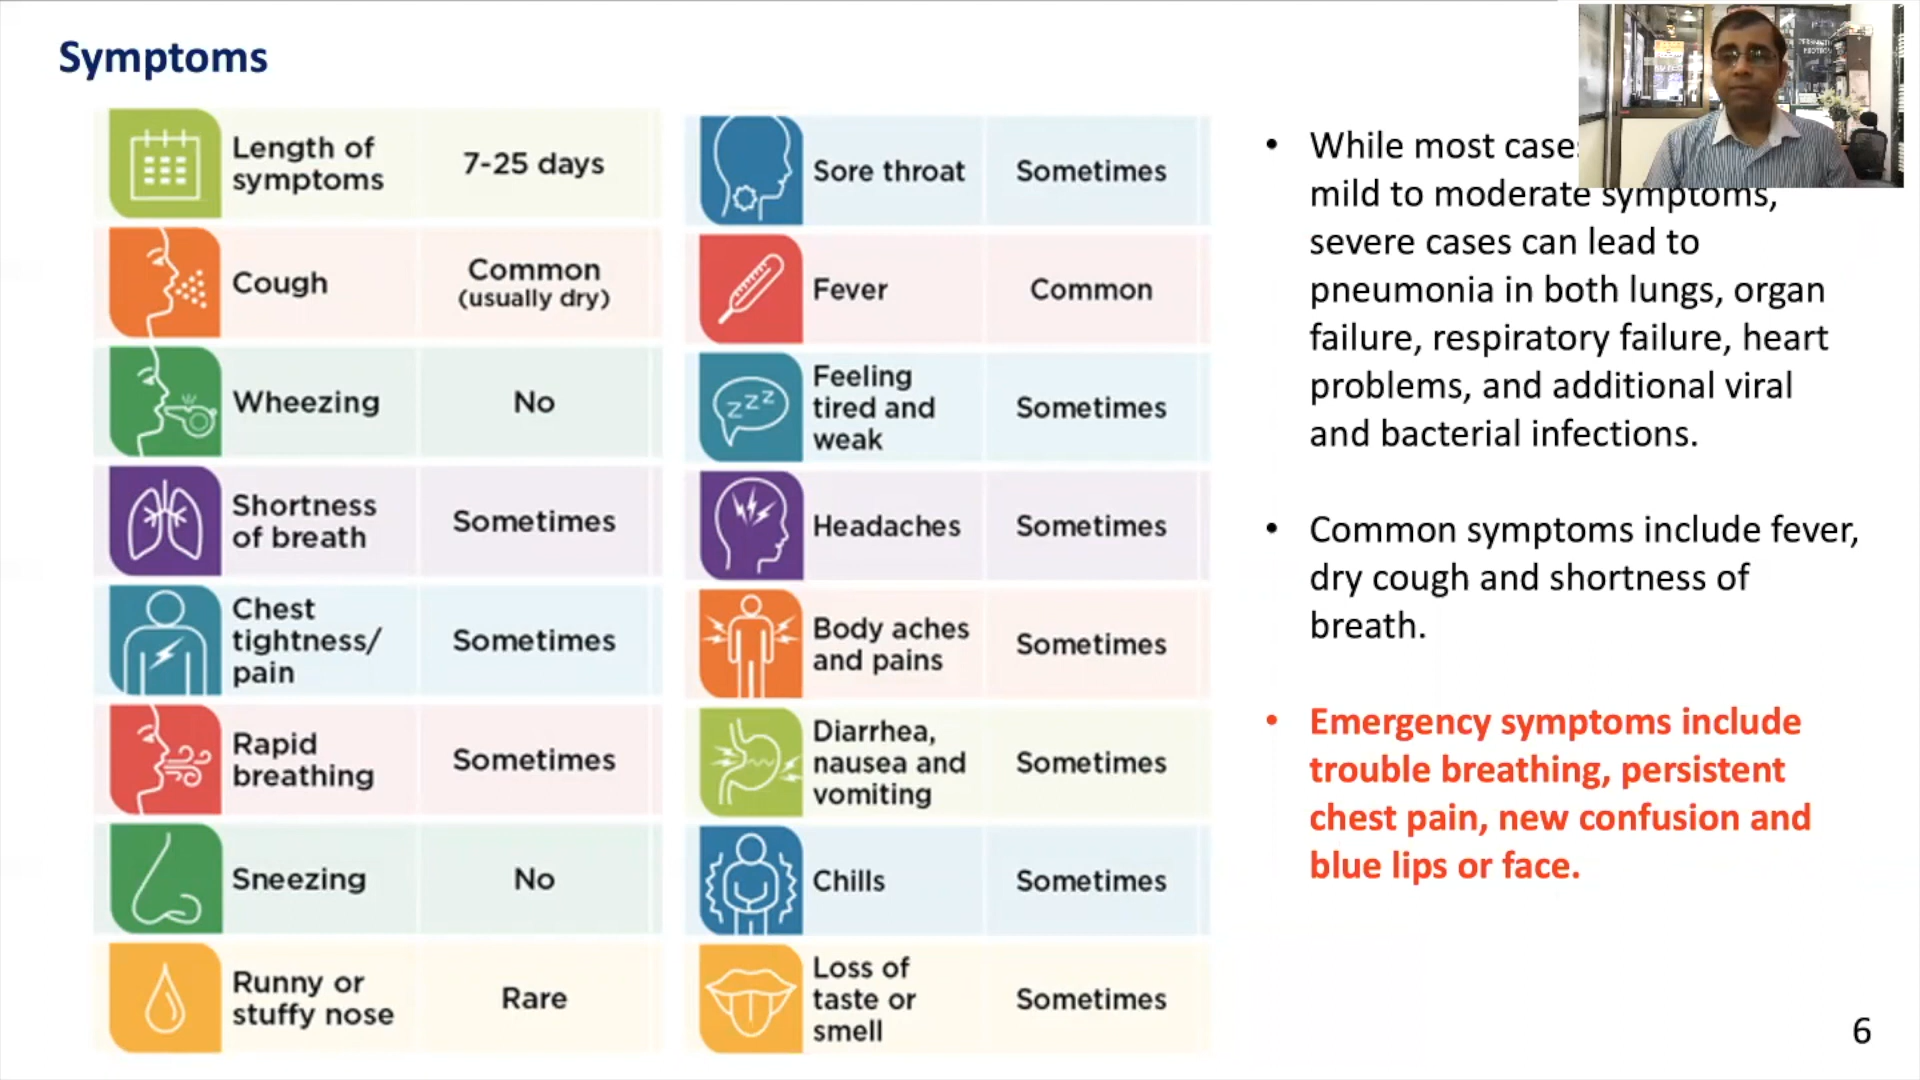 Symptoms
Length of
symptoms
7-25 days
Cough
Common
(usually dry)
Wheezing
No
Shortness
of breath
Sometimes
Chest
tightness/
pain
Sometimes
Rapid
breathing
Sometimes
Sneezing
No
Runny or
stuffy nose
Rare
Sore throat
Sometimes
Fever
Common
zzz
Feeling
tired and
weak
Sometimes
Headaches
Sometimes
Body aches
and pains
Sometimes
Diarrhea,
nausea and
vomiting
Sometimes
Chills
Sometimes
Loss of
taste or
smell
Sometimes
• While most
mild to moderate symptoms,
severe cases can lead to
pneumonia in both lungs, organ
failure, respiratory failure, heart
problems, and additional viral
and bacterial infections.
• Common symptoms include fever,
dry cough and shortness of
breath.
• Emergency symptoms include
trouble breathing, persistent
chest pain, new confusion and
blue lips or face.
6